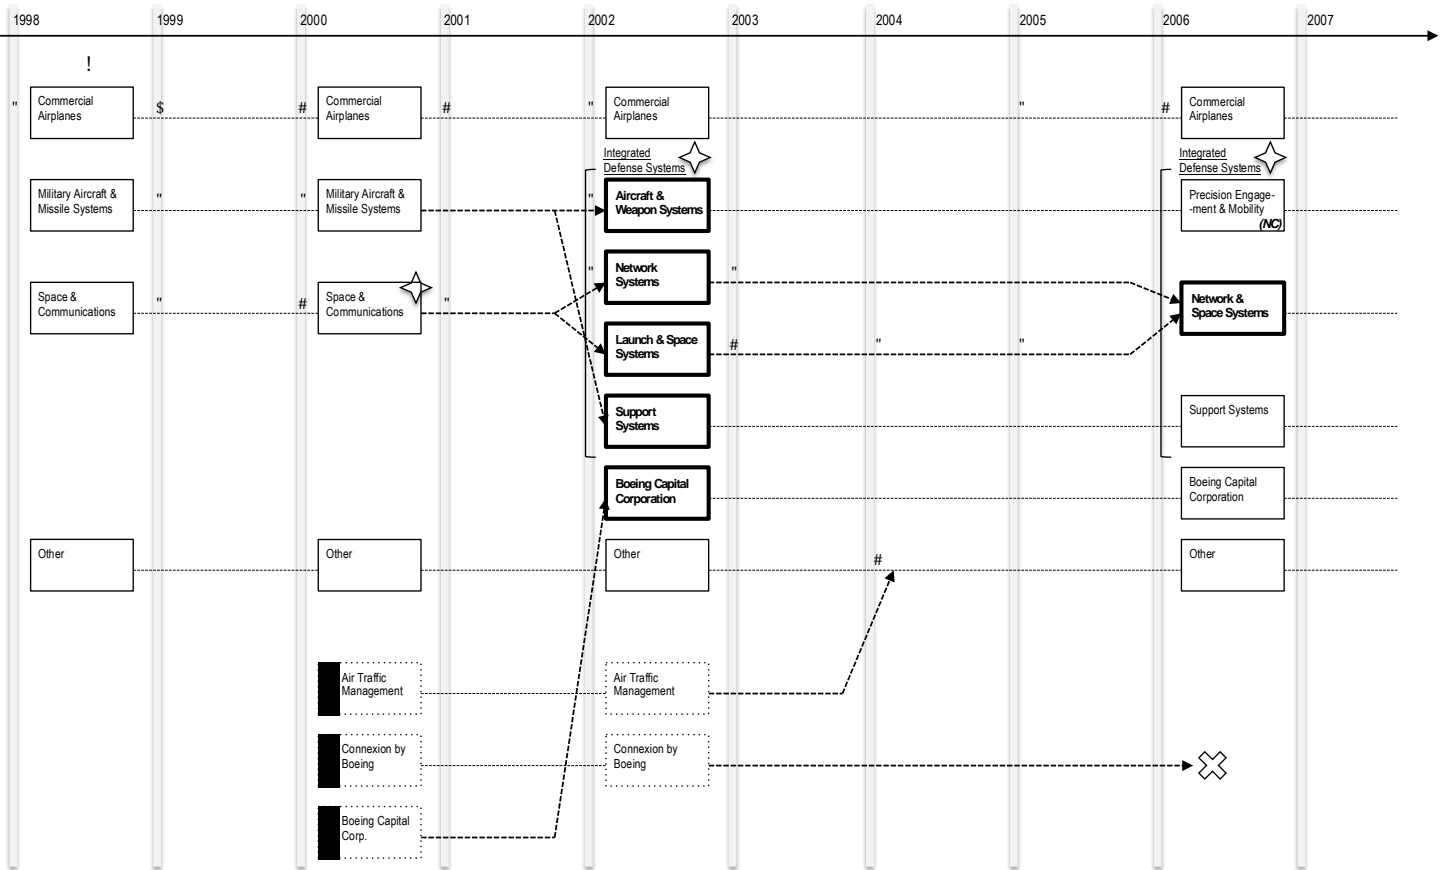 1998 1999 2000 2001 2002 2003 2004 2005 2006 2007
!
" Commercial $ # Commercial # " Commercial " # Commercial
Airplanes Airplanes Airplanes Airplanes
Integrated Integrated
Defense Systems Defense Systems
Military Aircraft & " " Military Aircraft & " Aircraft & Precision Engage-
Missile Systems Missile Systems Weapon Systems -ment & Mobility
(NC)
" Network "
Systems
Space & " # Space & " Network &
Communications Communications Space Systems
Launch & Space # " "
Systems
Support Support Systems
Systems
Boeing Capital Boeing Capital
Corporation Corporation
Other Other Other # Other
Air Traffic Air Traffic
Management Management
Connexion by Connexion by
Boeing Boeing
Boeing Capital
Corp.